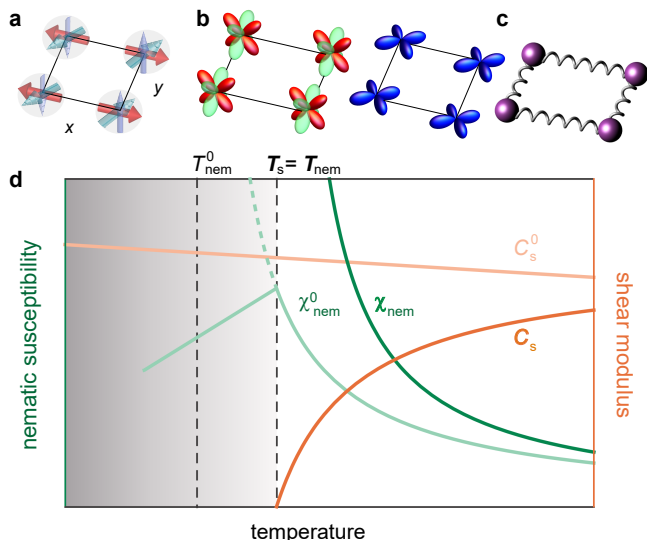 a
b
c
x
y
d
T⁰nem
Tₛ = Tnem
nematic susceptibility
C⁰ₛ
χ⁰nem
χnem
Cₛ
shear modulus
temperature